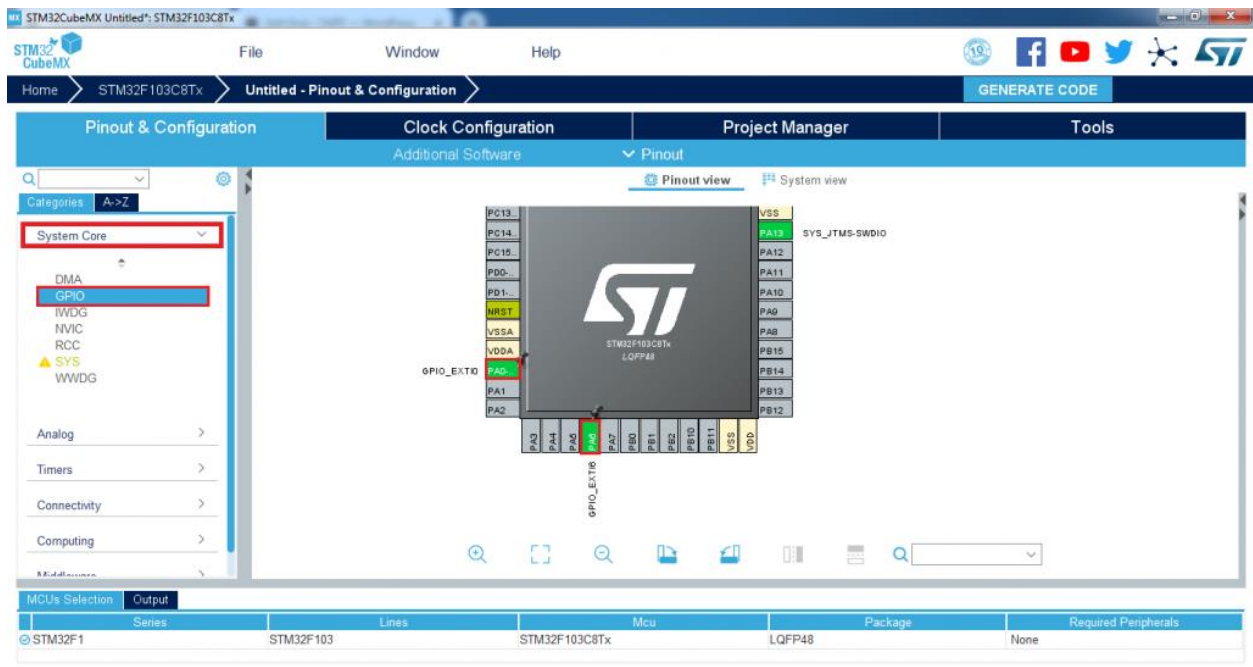 MX STM32CubeMX Untitled*: STM32F103C8Tx
STM32
CubeMX
File Window Help
10
Home STM32F103C8Tx Untitled - Pinout & Configuration GENERATE CODE
Pinout & Configuration Clock Configuration Project Manager Tools
Additional Software Pinout
Pinout view System view
Categories A->Z
System Core
DMA
GPIO
IWDG
NVIC
RCC
SYS
WWDG
Analog
Timers
Connectivity
Computing
Middleware
PC13...
PC14...
PC15...
PD0-...
PD1-...
NRST
VSSA
VDDA
GPIO_EXTI0 PA0-...
PA1
PA2
STM32F103C8Tx
LQFP48
VSS
PA13 SYS_JTMS-SWDIO
PA12
PA11
PA10
PA9
PA8
PB15
PB14
PB13
PB12
PA3 PA4 PA5 PA6 PA7 PB0 PB1 PB2 PB10 PB11 VSS VDD
GPIO_EXTI6
MCUs Selection Output
Series Lines Mcu Package Required Peripherals
STM32F1 STM32F103 STM32F103C8Tx LQFP48 None